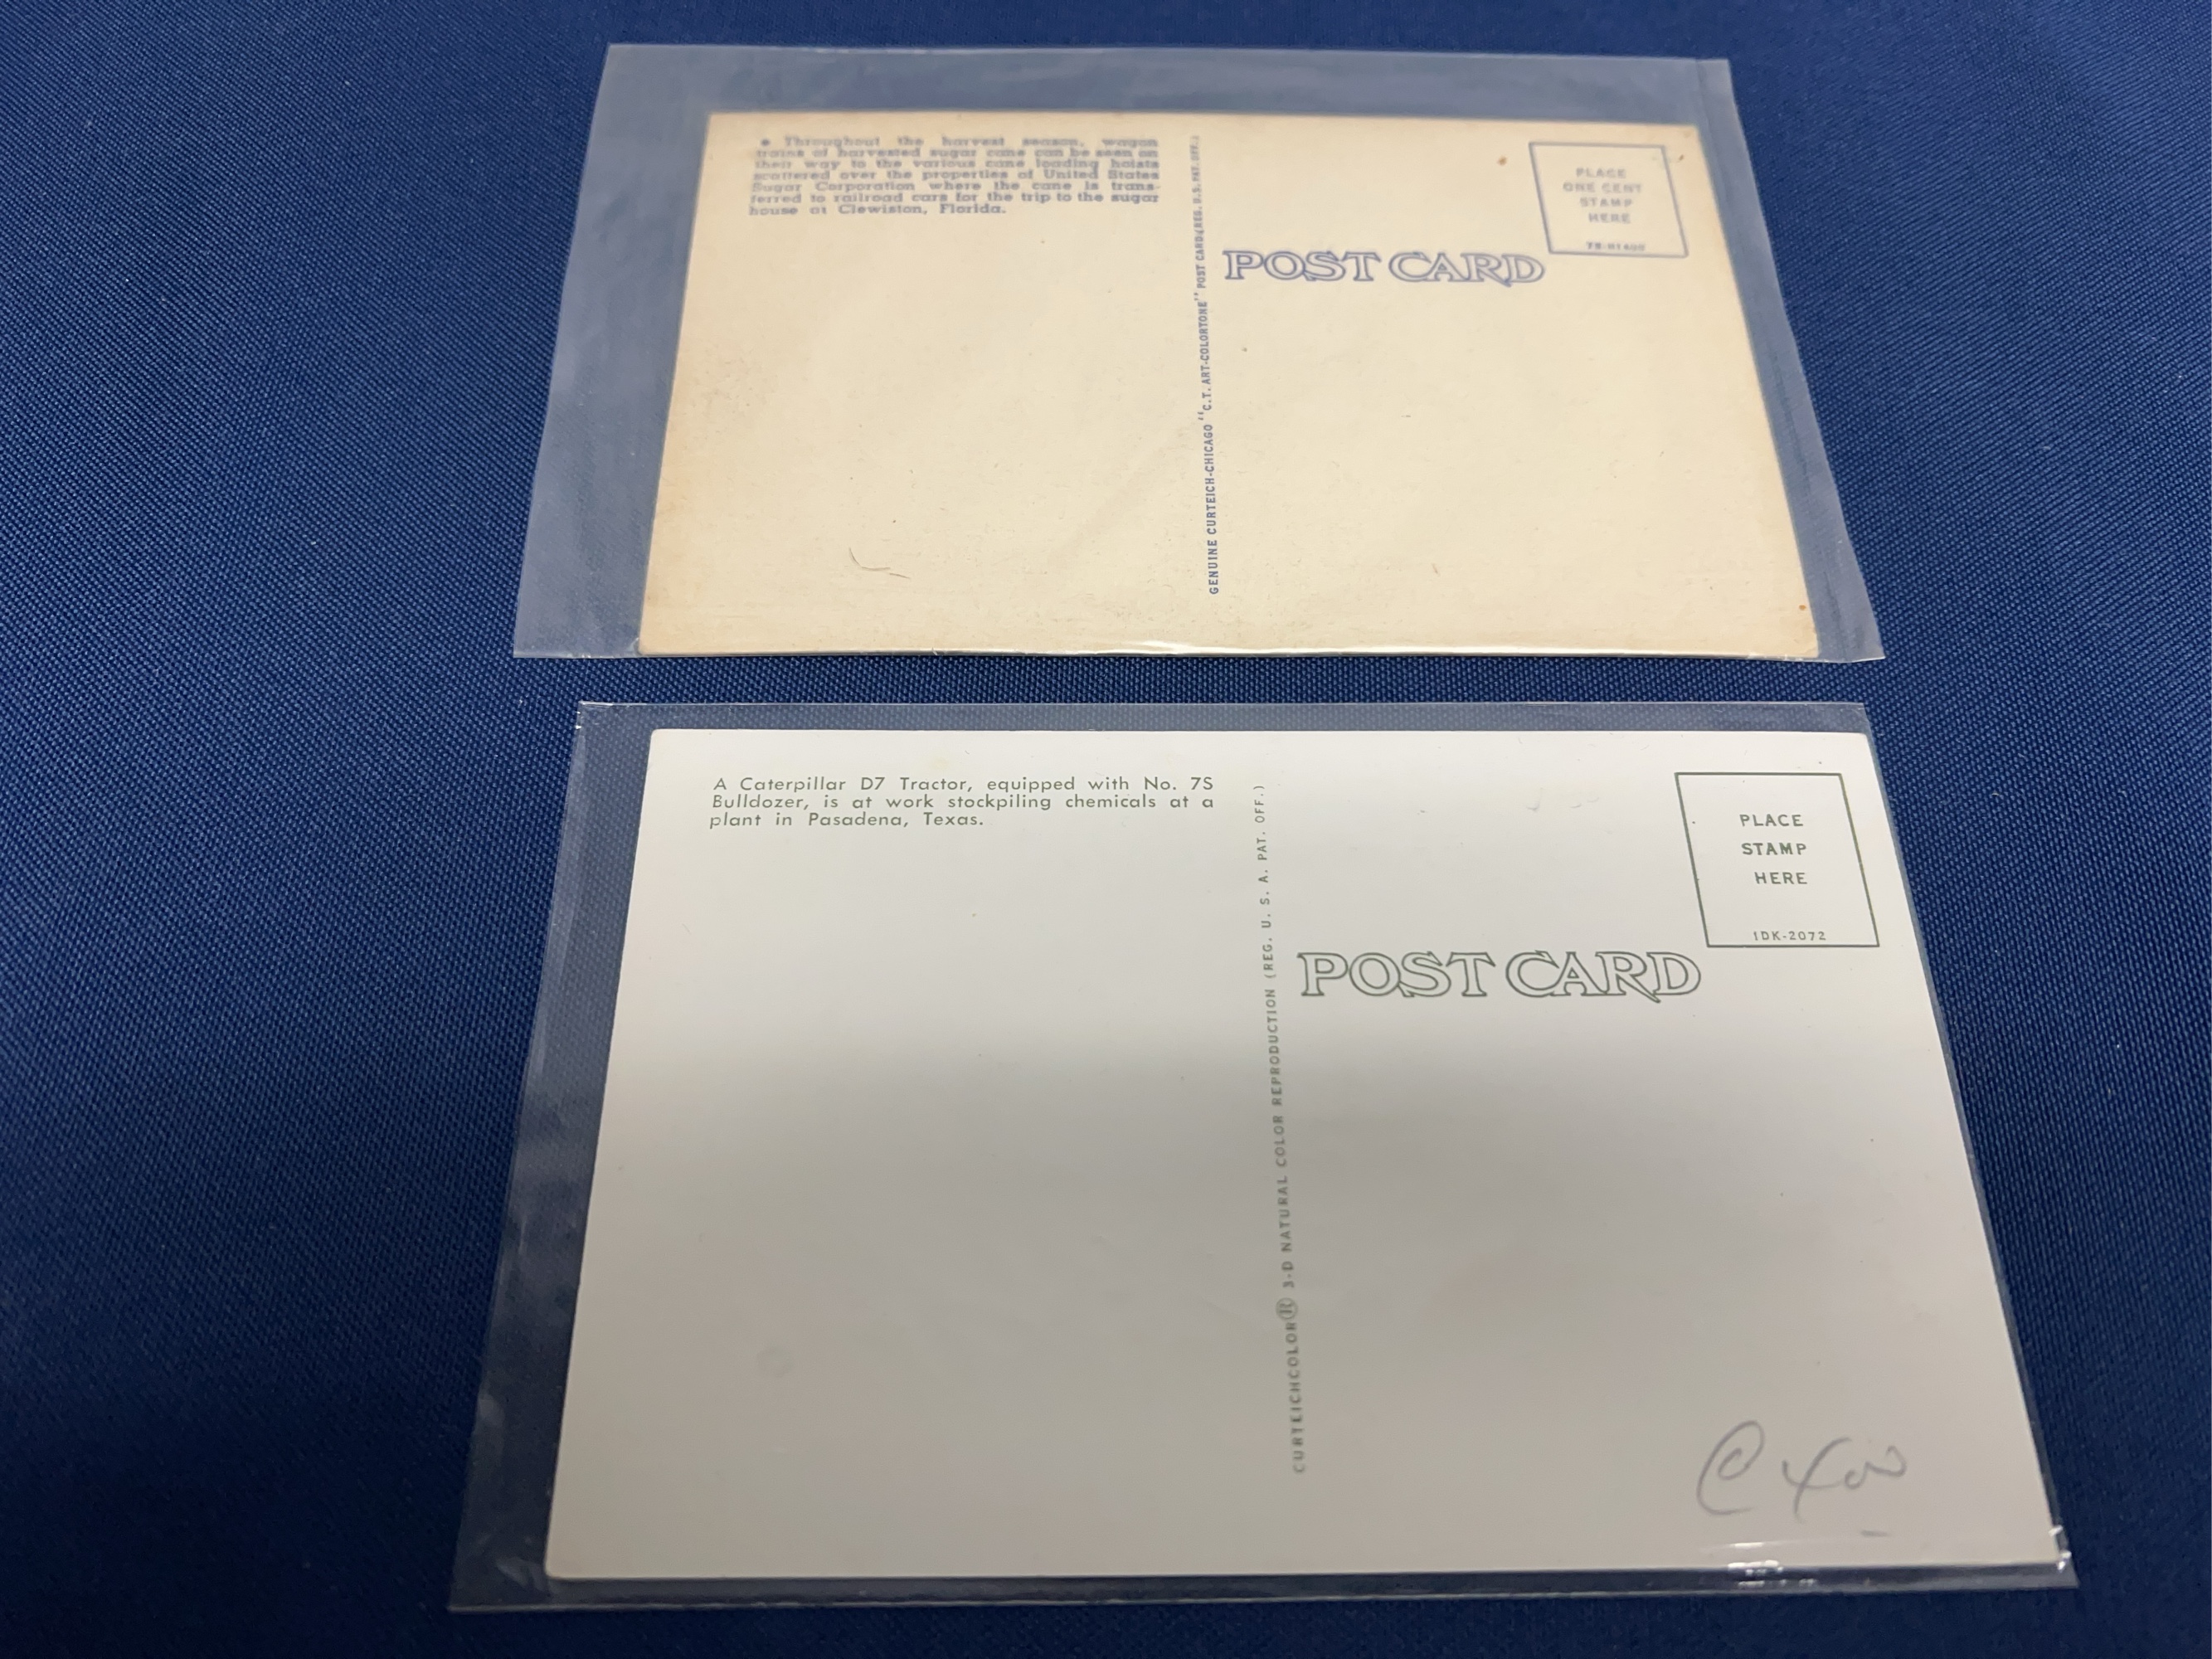 • Throughout the harvest season, wagon
trains of harvested sugar cane can be seen on
their way to the various cane loading hoists
scattered over the properties of United States
Sugar Corporation where the cane is trans-
ferred to railroad cars for the trip to the sugar
house at Clewiston, Florida.
GENUINE CURTEICH-CHICAGO "C.T. ART-COLORTONE" POST CARD (REG. U.S. PAT. OFF.)
PLACE
ONE CENT
STAMP
HERE
POST CARD
A Caterpillar D7 Tractor, equipped with No. 7S
Bulldozer, is at work stockpiling chemicals at a
plant in Pasadena, Texas.
CURTEICHCOLOR® 3-D NATURAL COLOR REPRODUCTION (REG. U. S. A. PAT. OFF.)
PLACE
STAMP
HERE
1DK-2072
POST CARD